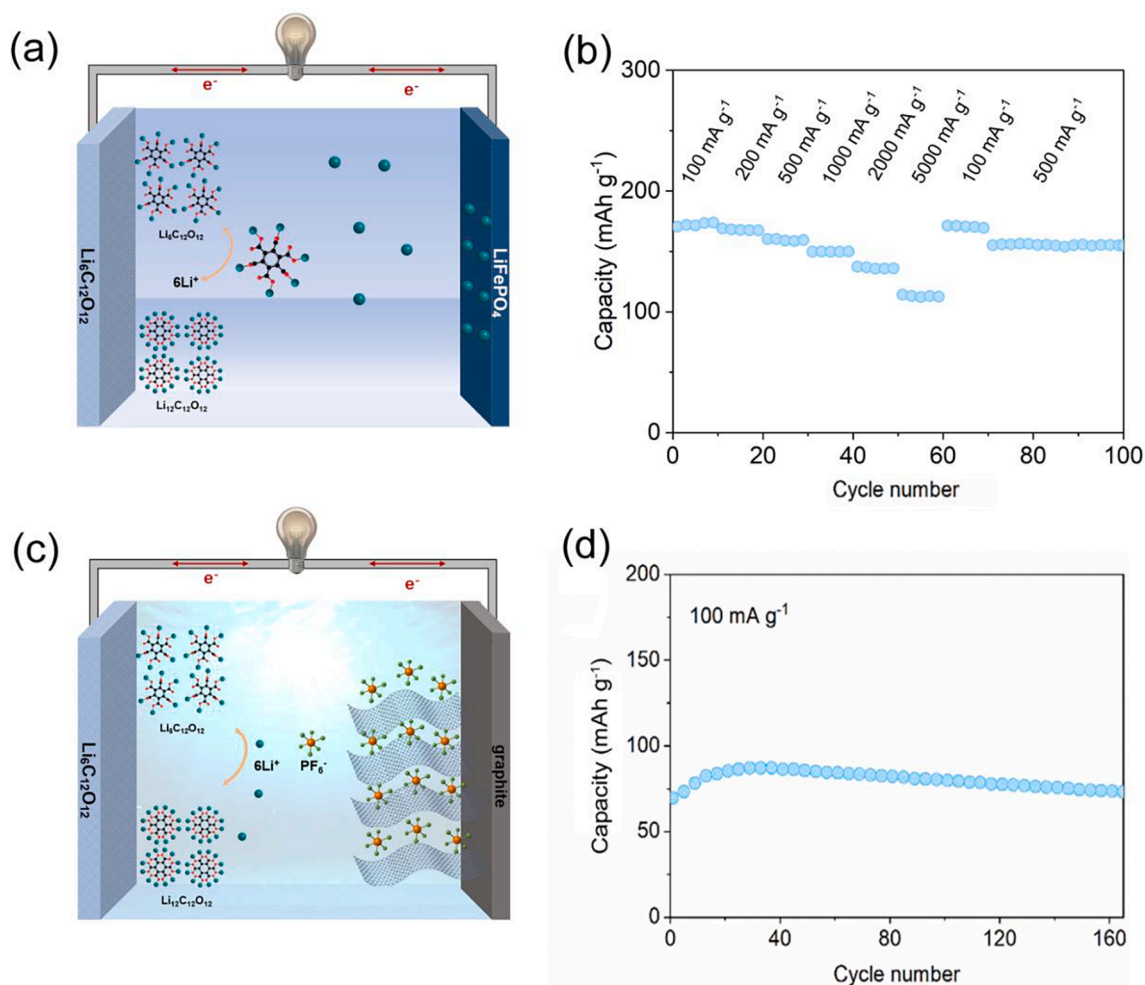 (a)
e⁻
e⁻
Li₆C₁₂O₁₂
Li₆C₁₂O₁₂
6Li⁺
Li₁₂C₁₂O₁₂
LiFePO₄
(b)
300
200
100
0
Capacity (mAh g⁻¹)
100 mA g⁻¹
200 mA g⁻¹
500 mA g⁻¹
1000 mA g⁻¹
2000 mA g⁻¹
5000 mA g⁻¹
100 mA g⁻¹
500 mA g⁻¹
0 20 40 60 80 100
Cycle number
(c)
e⁻
e⁻
Li₆C₁₂O₁₂
Li₆C₁₂O₁₂
6Li⁺
PF₆⁻
Li₁₂C₁₂O₁₂
graphite
(d)
200
150
100
50
0
Capacity (mAh g⁻¹)
100 mA g⁻¹
0 40 80 120 160
Cycle number